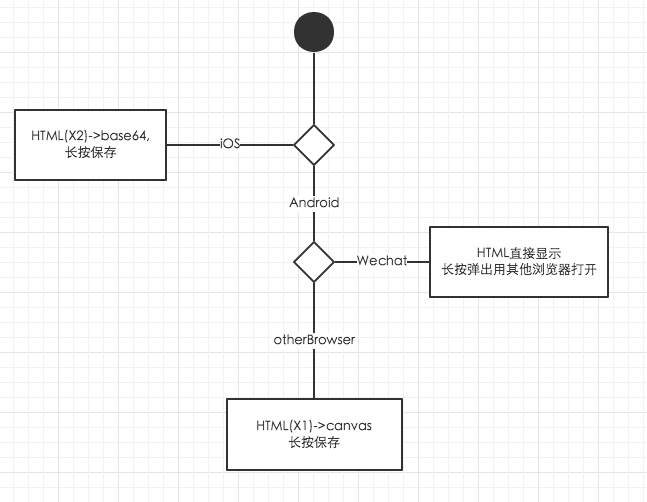 HTML(X2)->base64,
长按保存
iOS
Android
Wechat
HTML直接显示
长按弹出用其他浏览器打开
otherBrowser
HTML(X1)->canvas
长按保存